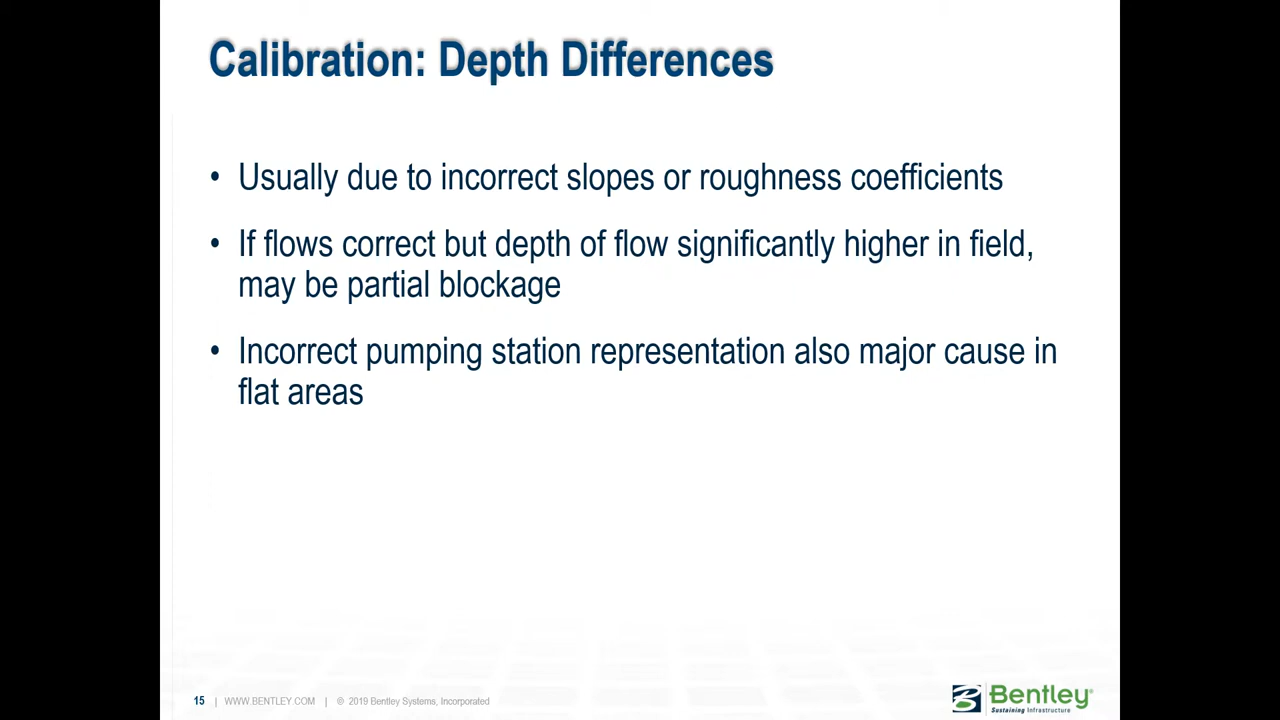 Calibration: Depth Differences
• Usually due to incorrect slopes or roughness coefficients
• If flows correct but depth of flow significantly higher in field,
may be partial blockage
• Incorrect pumping station representation also major cause in
flat areas
15 | WWW.BENTLEY.COM | © 2019 Bentley Systems, Incorporated
Bentley®
Sustaining Infrastructure